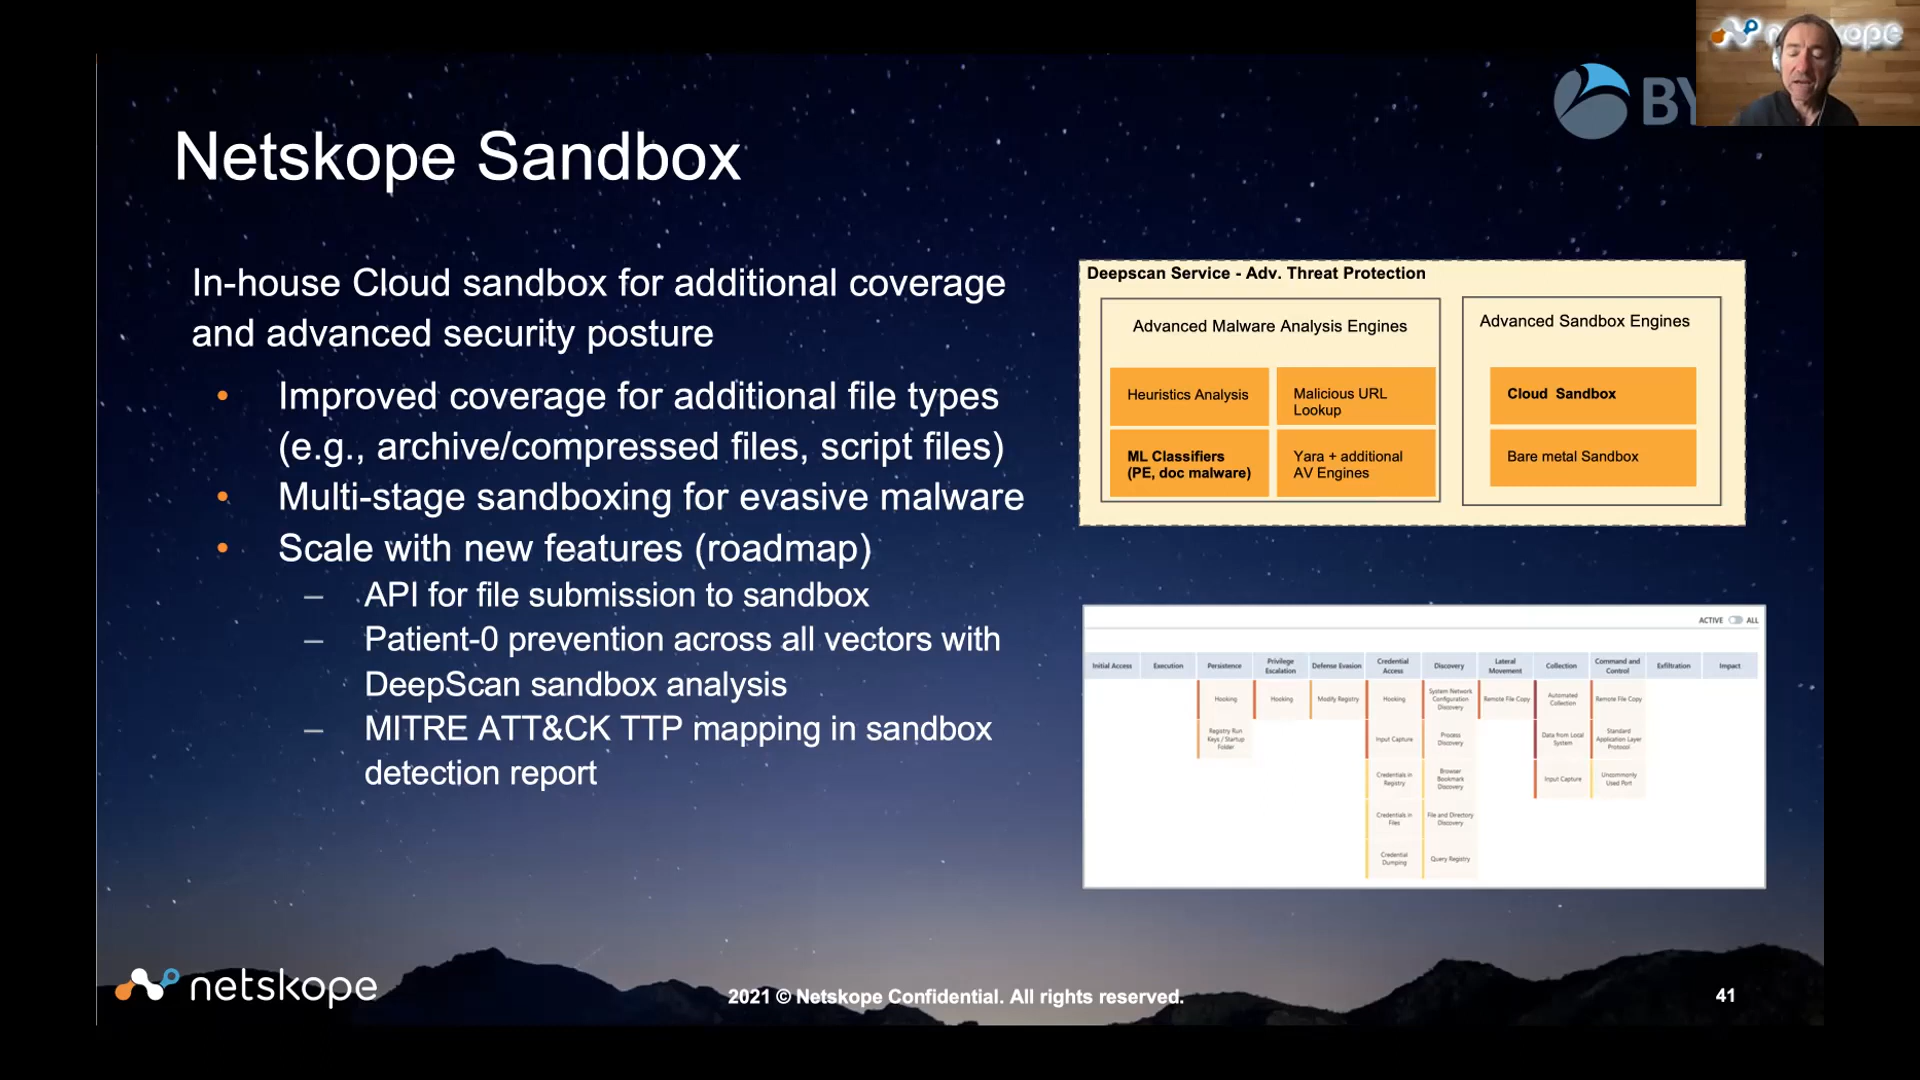 netskope
BY
Netskope Sandbox
In-house Cloud sandbox for additional coverage
and advanced security posture
• Improved coverage for additional file types
(e.g., archive/compressed files, script files)
• Multi-stage sandboxing for evasive malware
• Scale with new features (roadmap)
– API for file submission to sandbox
– Patient-0 prevention across all vectors with
DeepScan sandbox analysis
– MITRE ATT&CK TTP mapping in sandbox
detection report
Deepscan Service - Adv. Threat Protection
Advanced Malware Analysis Engines
Heuristics Analysis
Malicious URL
Lookup
ML Classifiers
(PE, doc malware)
Yara + additional
AV Engines
Advanced Sandbox Engines
Cloud Sandbox
Bare metal Sandbox
ACTIVE ALL
Initial Access
Execution
Persistence
Privilege
Escalation
Defense Evasion
Credential
Access
Discovery
Lateral
Movement
Collection
Command and
Control
Exfiltration
Impact
Hooking
Registry Run
Keys / Startup
Folder
Hooking
Modify Registry
Hooking
Input Capture
Credentials in
Registry
Credentials in
Files
Credential
Dumping
System Network
Configuration
Discovery
Process
Discovery
Browser
Bookmark
Discovery
File and Directory
Discovery
Query Registry
Remote File Copy
Automated
Collection
Data from Local
System
Input Capture
Remote File Copy
Standard
Application Layer
Protocol
Uncommonly
Used Port
netskope
2021 © Netskope Confidential. All rights reserved.
41